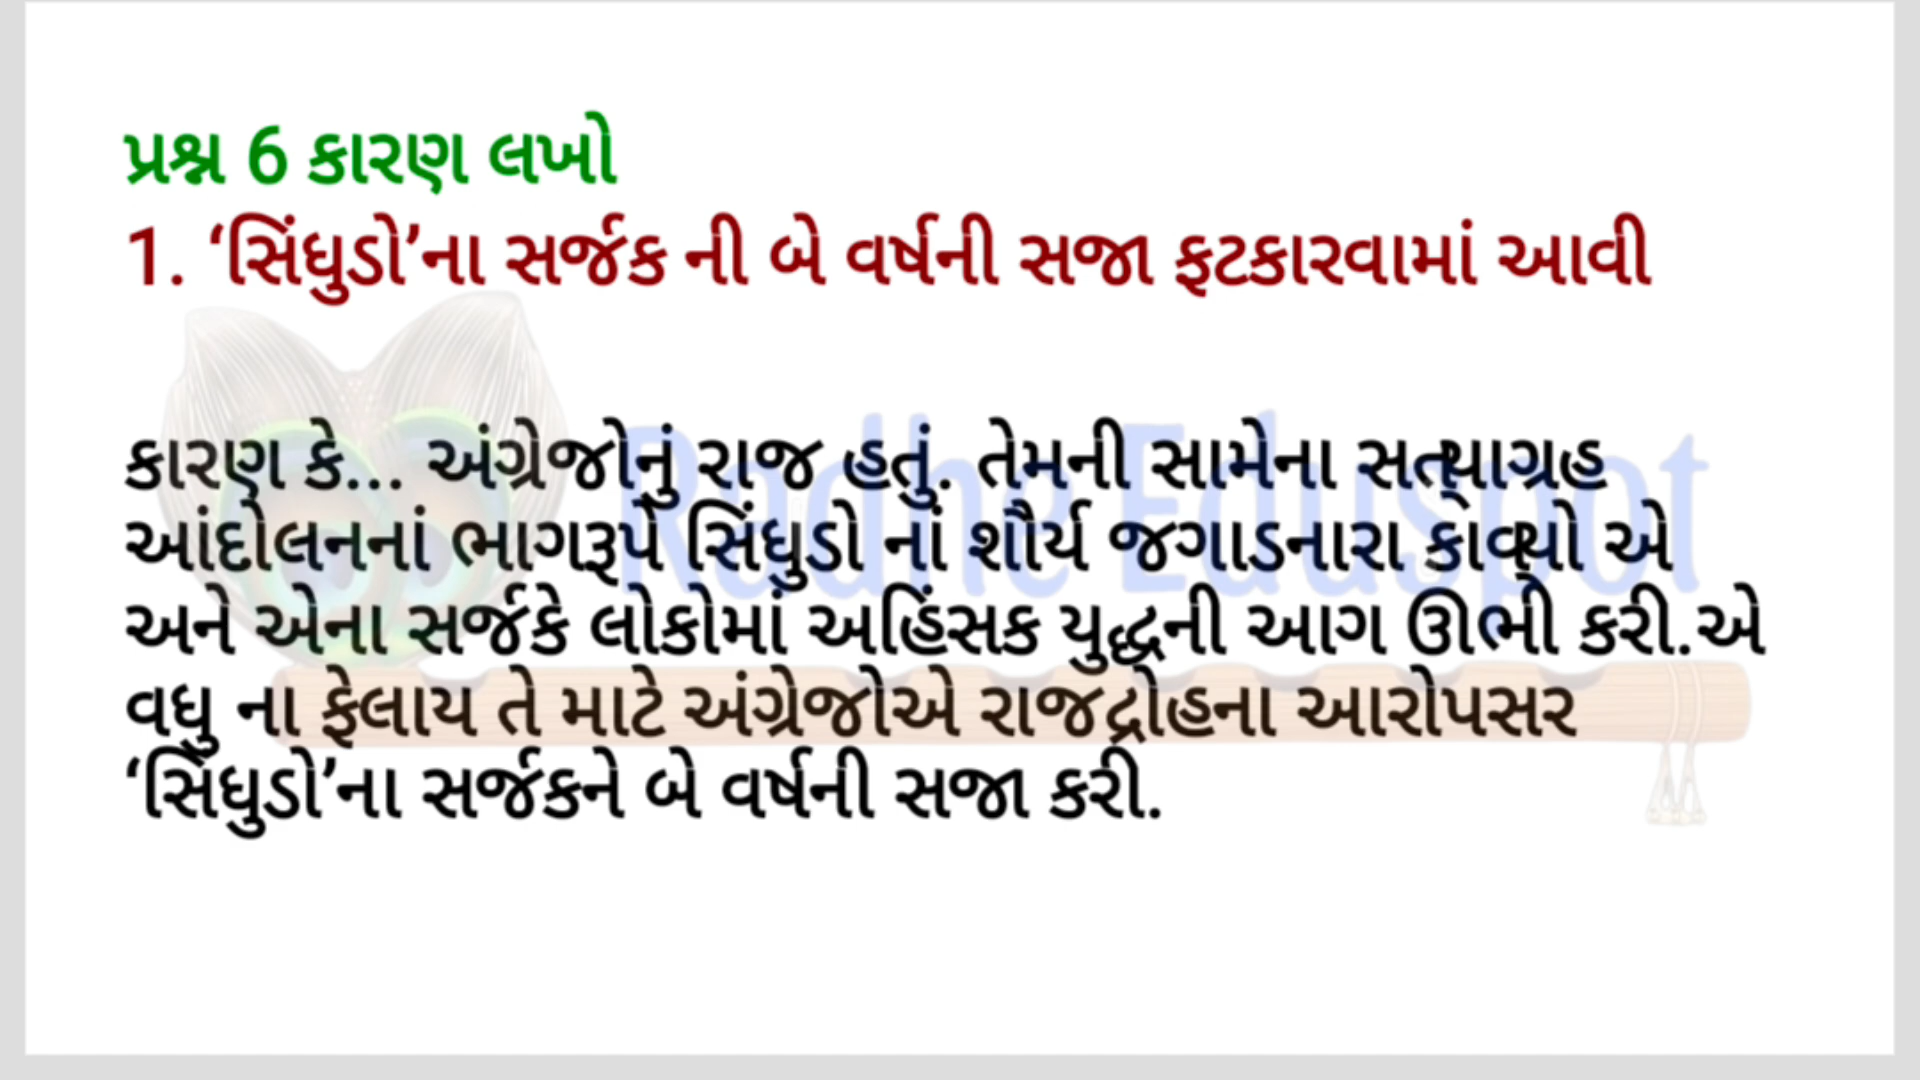 પ્રશ્ન 6 કારણ લખો
1. ‘સિંધુડો’ના સર્જક ની બે વર્ષની સજા ફટકારવામાં આવી
કારણ કે... અંગ્રેજોનું રાજ હતું. તેમની સામેના સત્યાગ્રહ
આંદોલનનાં ભાગરૂપે સિંધુડો નાં શૌર્ય જગાડનારા કાવ્યો એ
અને એના સર્જકે લોકોમાં અહિંસક યુદ્ધની આગ ઊભી કરી.એ
વધુ ના ફેલાય તે માટે અંગ્રેજોએ રાજદ્રોહના આરોપસર
‘સિંધુડો’ના સર્જકને બે વર્ષની સજા કરી.
Radhe Eduspot